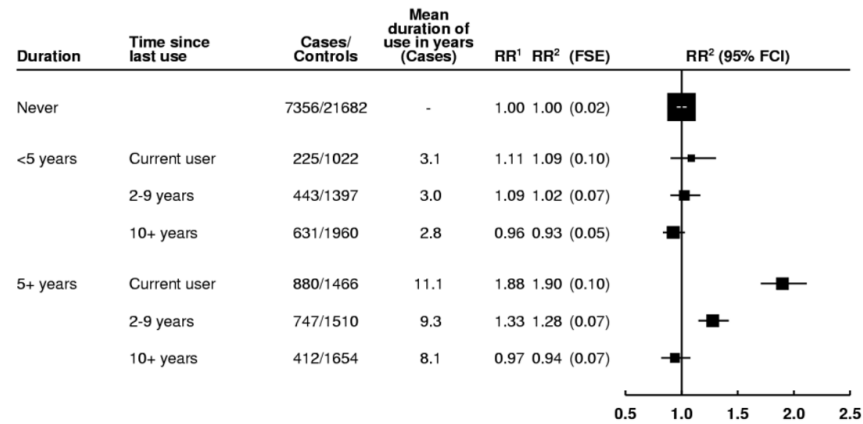 Duration Time since last use Cases/ Controls Mean duration of use in years (Cases) RR¹ RR² (FSE) RR² (95% FCI)
Never 7356/21682 - 1.00 1.00 (0.02)
<5 years Current user 225/1022 3.1 1.11 1.09 (0.10)
2-9 years 443/1397 3.0 1.09 1.02 (0.07)
10+ years 631/1960 2.8 0.96 0.93 (0.05)
5+ years Current user 880/1466 11.1 1.88 1.90 (0.10)
2-9 years 747/1510 9.3 1.33 1.28 (0.07)
10+ years 412/1654 8.1 0.97 0.94 (0.07)
0.5 1.0 1.5 2.0 2.5